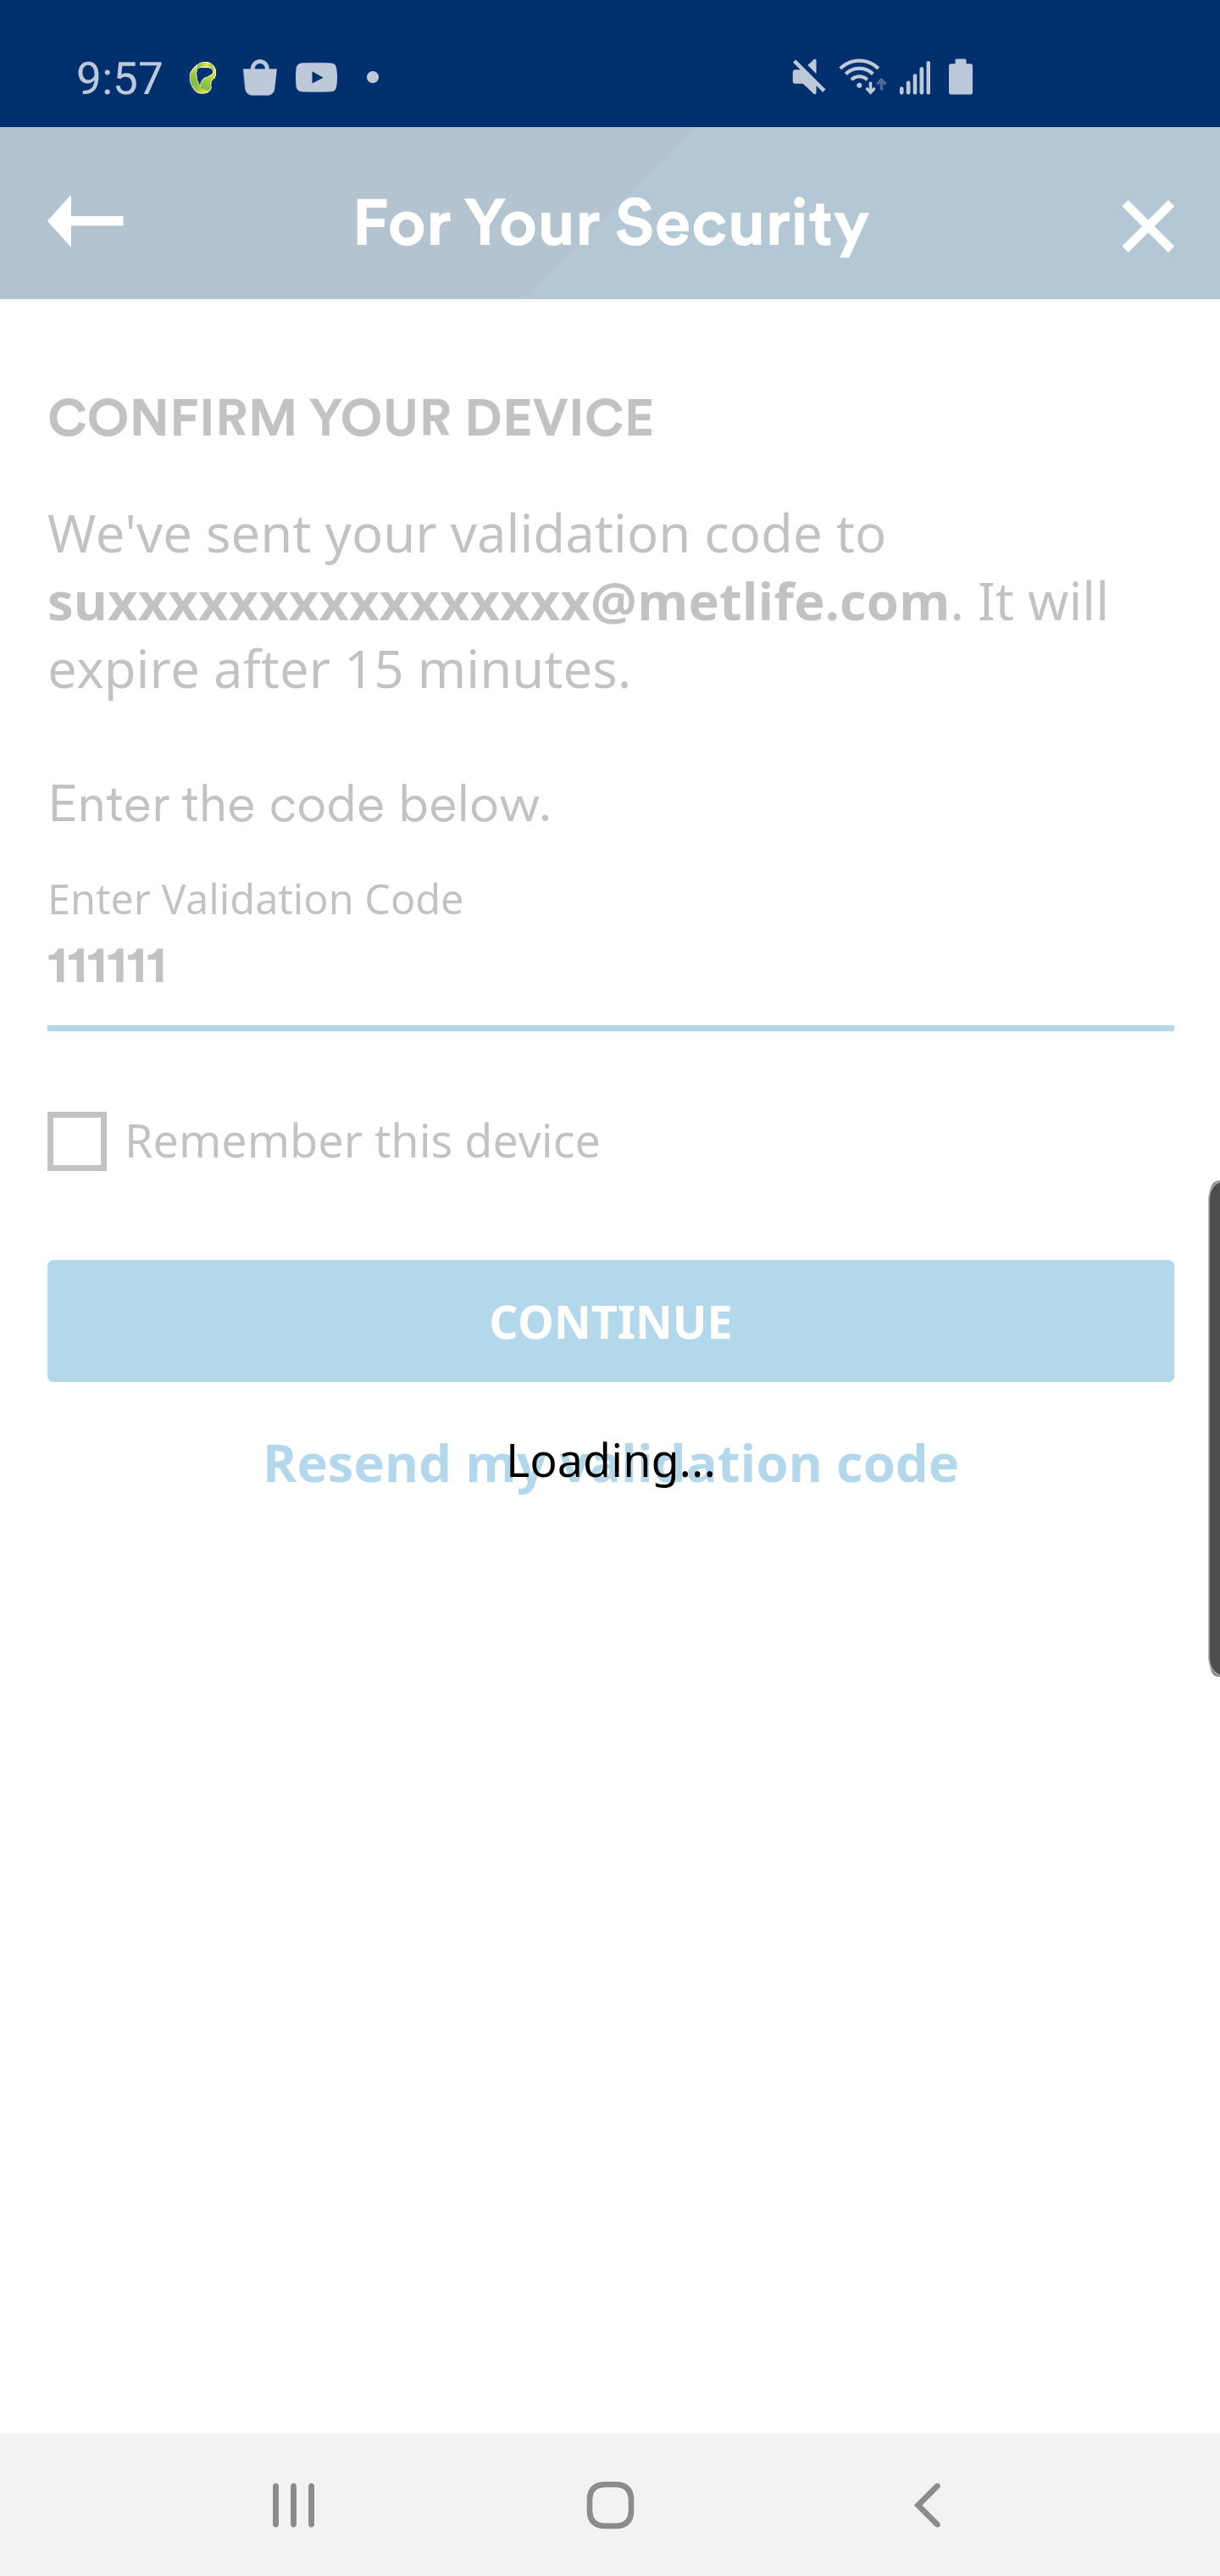 9:57
For Your Security
CONFIRM YOUR DEVICE
We've sent your validation code to
suxxxxxxxxxxxxxxxx@metlife.com. It will
expire after 15 minutes.
Enter the code below.
Enter Validation Code
111111
Remember this device
CONTINUE
Resend my validation code
Loading...